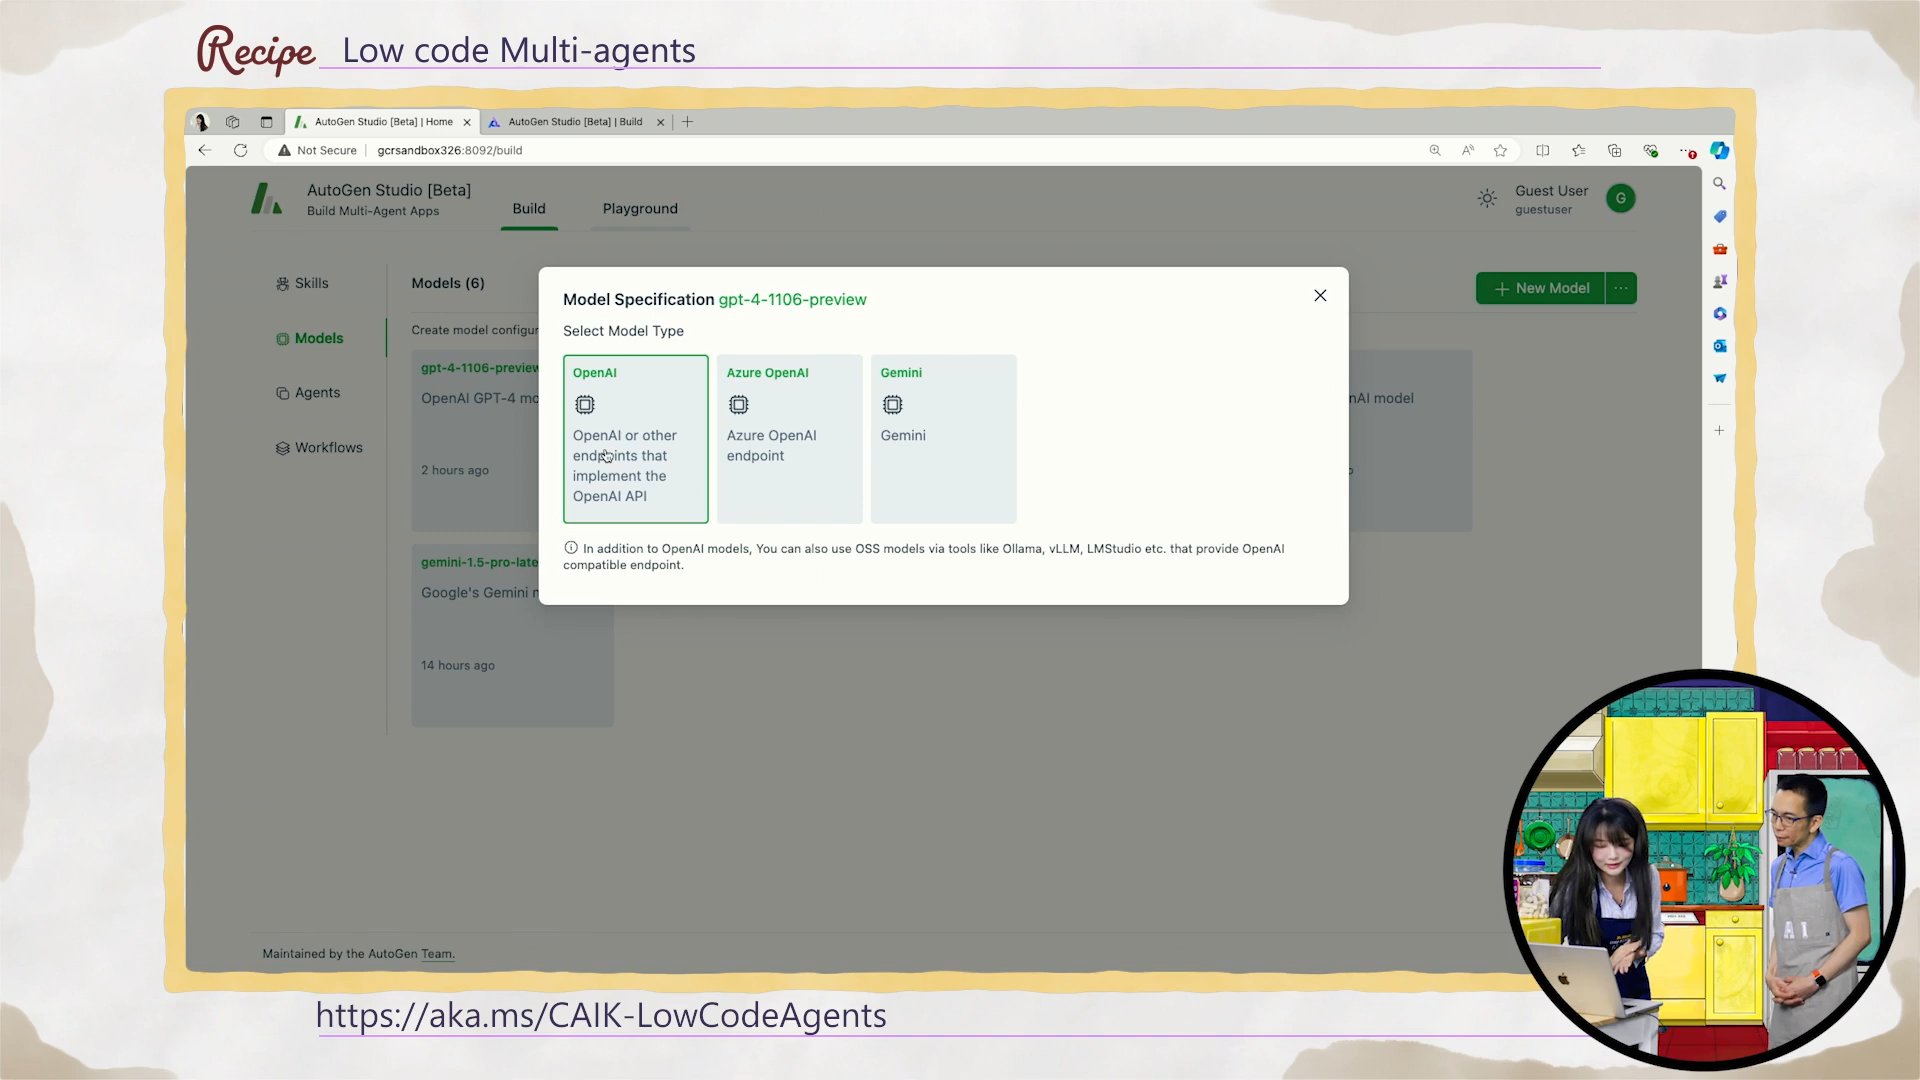 Recipe Low code Multi-agents
AutoGen Studio [Beta] | Home
AutoGen Studio [Beta] | Build
Not Secure
gcrsandbox326:8092/build
AutoGen Studio [Beta]
Build Multi-Agent Apps
Build
Playground
Guest User
guestuser
G
Skills
Models
Agents
Workflows
Models (6)
New Model
Create model configur
gpt-4-1106-preview
OpenAI GPT-4 mo
2 hours ago
nAI model
gemini-1.5-pro-late
Google's Gemini
14 hours ago
Model Specification gpt-4-1106-preview
Select Model Type
OpenAI
OpenAI or other
endpoints that
implement the
OpenAI API
Azure OpenAI
Azure OpenAI
endpoint
Gemini
Gemini
In addition to OpenAI models, You can also use OSS models via tools like Ollama, vLLM, LMStudio etc. that provide OpenAI
compatible endpoint.
Maintained by the AutoGen Team.
AI
https://aka.ms/CAIK-LowCodeAgents